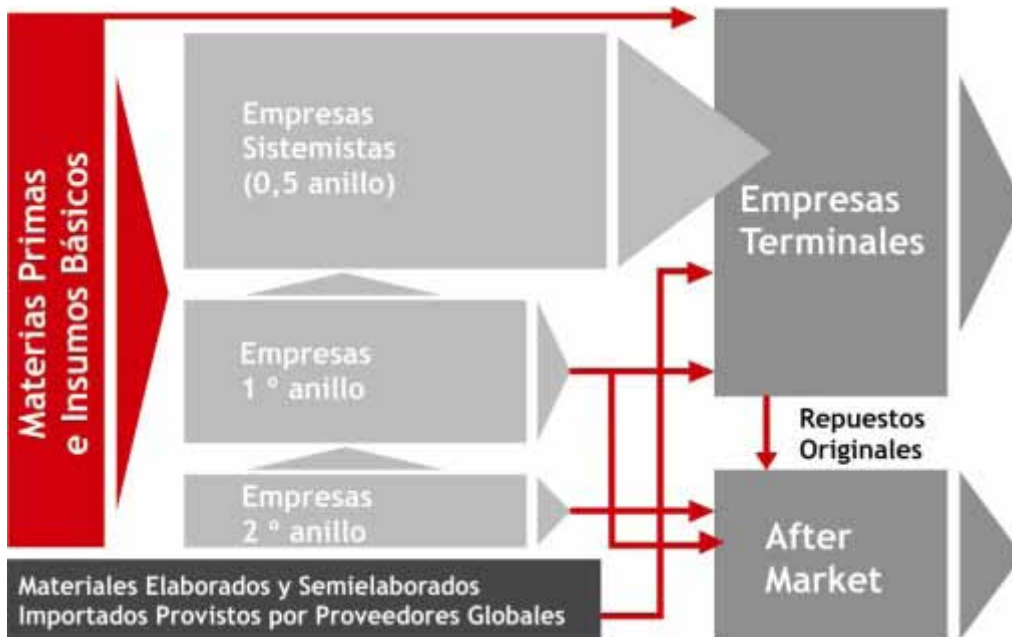 Materias Primas
e Insumos Básicos
Empresas
Sistemistas
(0,5 anillo)
Empresas
1 º anillo
Empresas
2 º anillo
Materiales Elaborados y Semielaborados
Importados Provistos por Proveedores Globales
Empresas
Terminales
Repuestos
Originales
After
Market